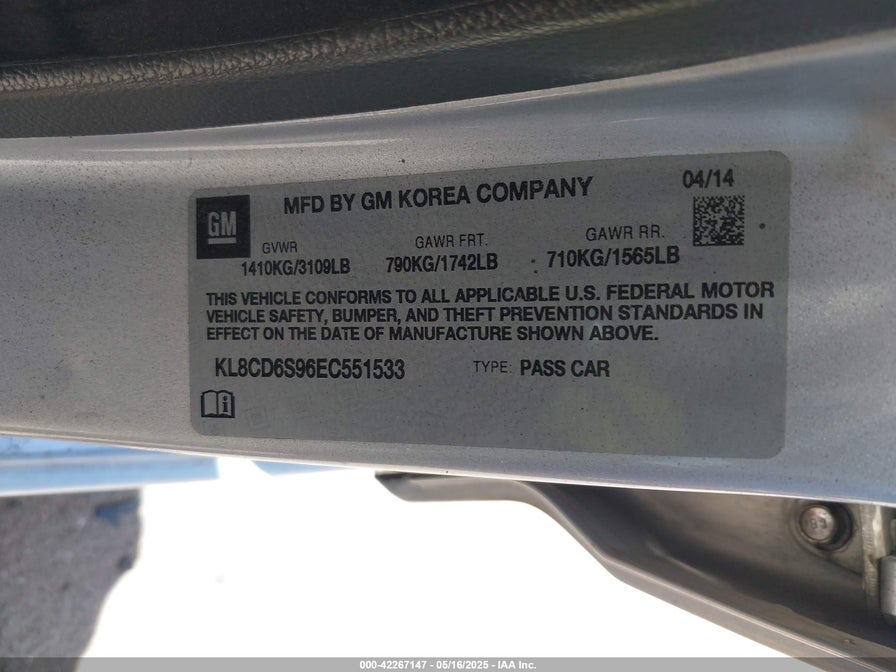 MFD BY GM KOREA COMPANY 04/14
GM
GVWR GAWR FRT. GAWR RR.
1410KG/3109LB 790KG/1742LB 710KG/1565LB
THIS VEHICLE CONFORMS TO ALL APPLICABLE U.S. FEDERAL MOTOR
VEHICLE SAFETY, BUMPER, AND THEFT PREVENTION STANDARDS IN
EFFECT ON THE DATE OF MANUFACTURE SHOWN ABOVE.
KL8CD6S96EC551533 TYPE: PASS CAR
000-42267147 - 05/16/2025 - IAA Inc.